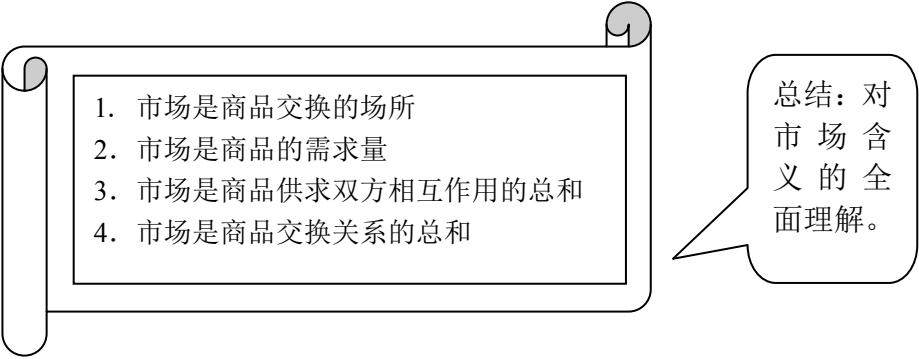 1. 市场是商品交换的场所
2. 市场是商品的需求量
3. 市场是商品供求双方相互作用的总和
4. 市场是商品交换关系的总和
总结：对
市场含
义的全
面理解。